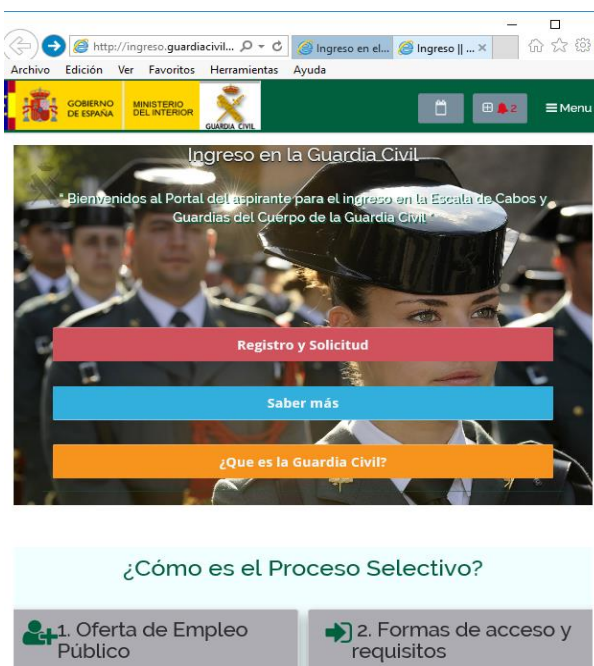 http://ingreso.guardiacivil...
Ingreso en el...
Ingreso || ...
Archivo Edición Ver Favoritos Herramientas Ayuda
GOBIERNO
DE ESPAÑA
MINISTERIO
DEL INTERIOR
GUARDIA CIVIL
2
Menu
Ingreso en la Guardia Civil
* Bienvenidos al Portal del aspirante para el ingreso en la Escala de Cabos y
Guardias del Cuerpo de la Guardia Civil *
Registro y Solicitud
Saber más
¿Que es la Guardia Civil?
¿Cómo es el Proceso Selectivo?
1. Oferta de Empleo
Público
2. Formas de acceso y
requisitos